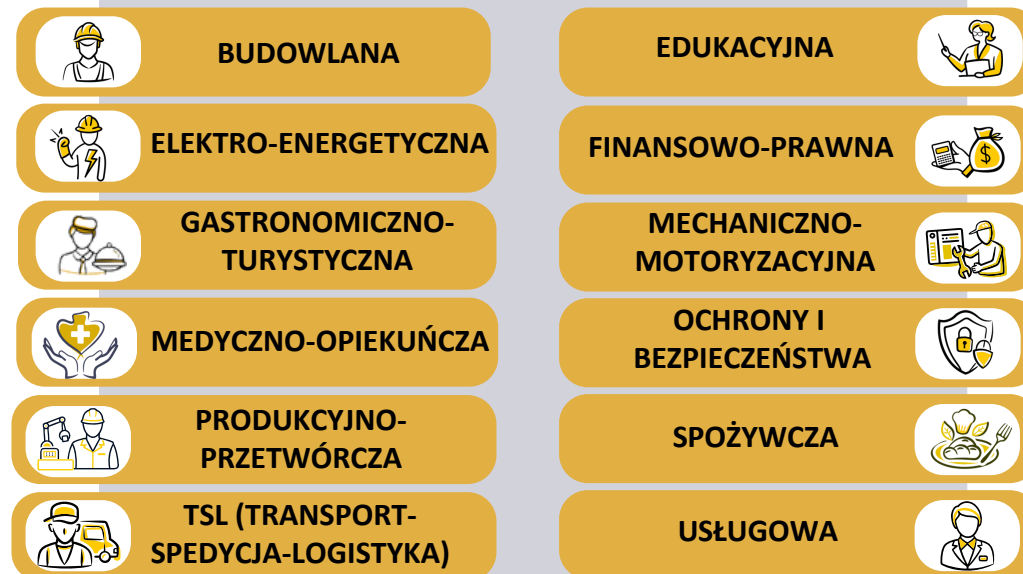 BUDOWLANA
ELEKTRO-ENERGETYCZNA
GASTRONOMICZNO-
TURYSTYCZNA
MEDYCZNO-OPIEKUŃCZA
PRODUKCYJNO-
PRZETWÓRCZA
TSL (TRANSPORT-
SPEDYCJA-LOGISTYKA)
EDUKACYJNA
FINANSOWO-PRAWNA
MECHANICZNO-
MOTORYZACYJNA
OCHRONY I
BEZPIECZEŃSTWA
SPOŻYWCZA
USŁUGOWA